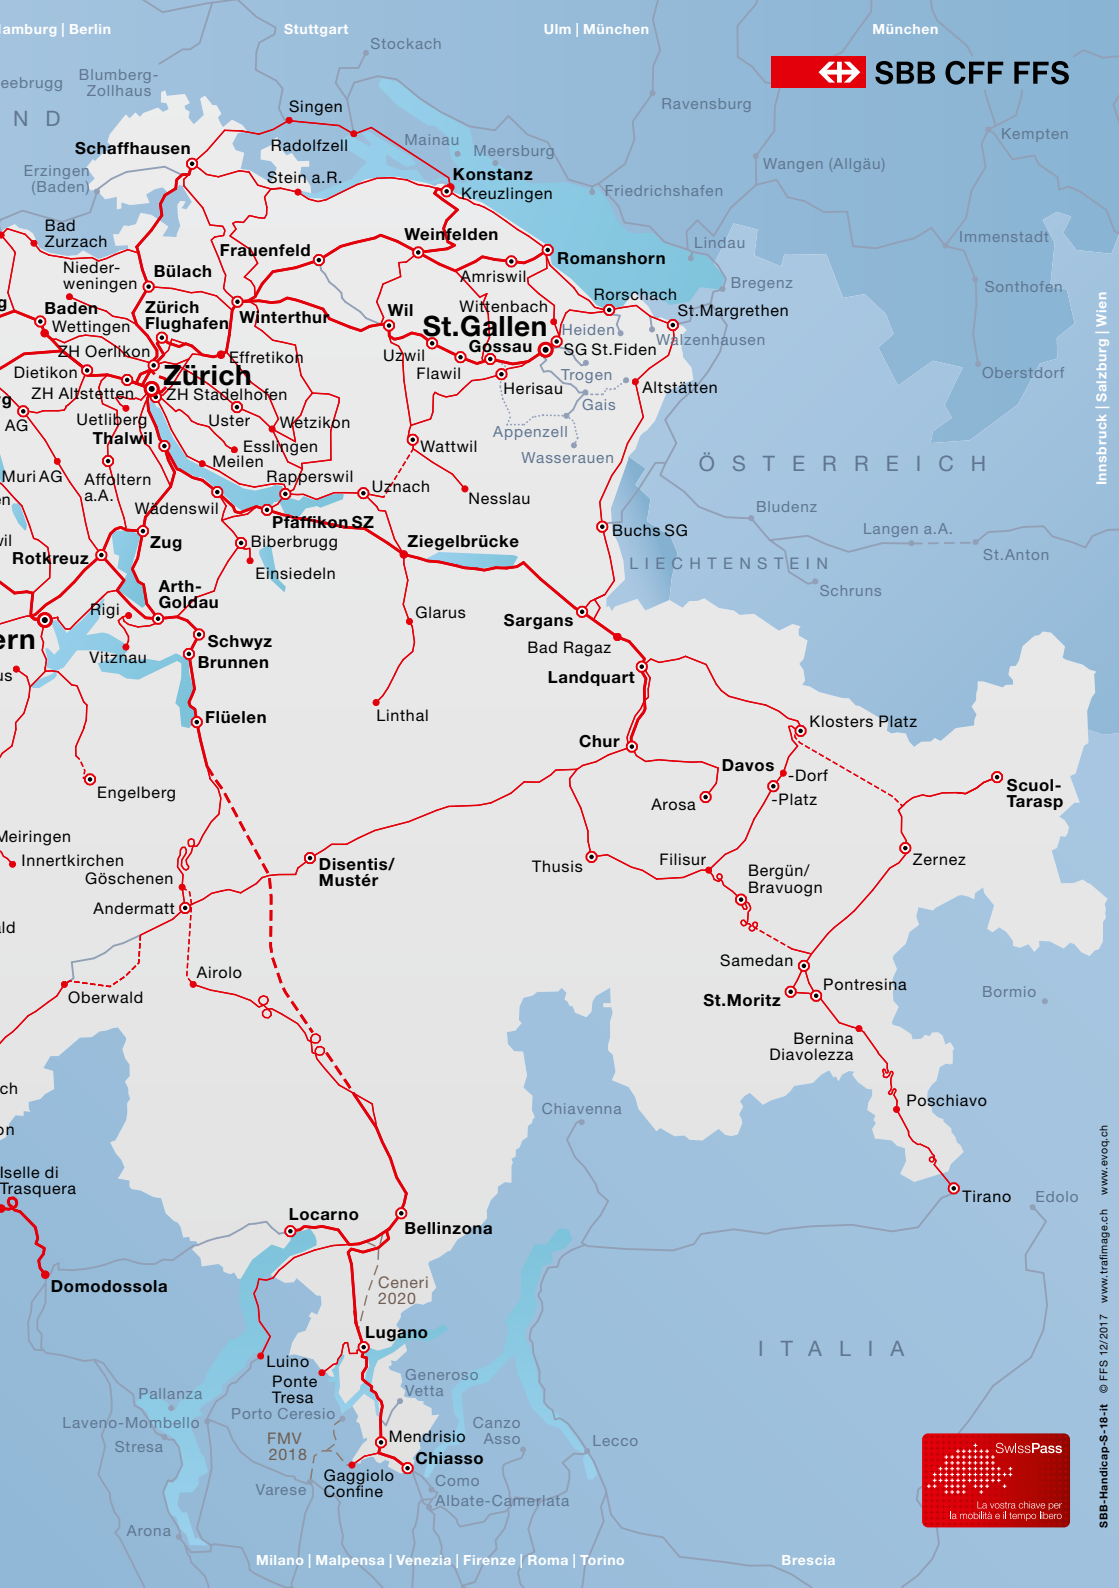 Hamburg | Berlin
Stuttgart
Ulm | München
München
SBB CFF FFS
Stockach
Blumberg-
Zollhaus
Singen
Ravensburg
Kempten
Schaffhausen
Radolfzell
Mainau
Meersburg
Wangen (Allgäu)
Erzingen
(Baden)
Stein a.R.
Konstanz
Kreuzlingen
Friedrichshafen
Bad
Zurzach
Frauenfeld
Weinfelden
Romanshorn
Lindau
Immenstadt
Nieder-
weningen
Bülach
Amriswil
Bregenz
Sonthofen
Baden
Wettingen
Zürich
Flughafen
Winterthur
Wil
Wittenbach
Rorschach
St.Margrethen
St.Gallen
Heiden
Walzenhausen
ZH Oerlikon
Effretikon
Uzwil
Gossau
SG St.Fiden
Dietikon
Zürich
Flawil
Trogen
Oberstdorf
ZH Altstetten
ZH Stadelhofen
Herisau
Altstätten
Gais
AG
Uetliberg
Uster
Wetzikon
Appenzell
Thalwil
Esslingen
Wattwil
Wasserauen
Meilen
ÖSTERREICH
Innsbruck | Salzburg | Wien
Muri AG
Affoltern
a.A.
Rapperswil
Uznach
Nesslau
Wädenswil
Bludenz
Pfäffikon SZ
Buchs SG
Langen a.A.
St.Anton
Zug
Biberbrugg
Ziegelbrücke
Rotkreuz
Einsiedeln
LIECHTENSTEIN
Schruns
Arth-
Goldau
Rigi
Glarus
Sargans
Schwyz
Brunnen
Bad Ragaz
Vitznau
Landquart
Flüelen
Linthal
Klosters Platz
Chur
Davos
-Dorf
-Platz
Scuol-
Tarasp
Engelberg
Arosa
Meiringen
Innertkirchen
Göschenen
Disentis/
Mustér
Thusis
Filisur
Zernez
Bergün/
Bravuogn
Andermatt
Samedan
Airolo
Pontresina
Oberwald
St.Moritz
Bormio
Bernina
Diavolezza
Chiavenna
Poschiavo
Iselle di
Trasquera
Tirano
Edolo
Locarno
Bellinzona
Domodossola
Ceneri
2020
Lugano
ITALIA
Luino
Ponte
Tresa
Generoso
Vetta
Pallanza
Porto Ceresio
Laveno-Mombello
Canzo
Asso
Stresa
FMV
2018
Mendrisio
Lecco
Chiasso
Gaggiolo
Confine
Varese
Como
Albate-Camerlata
Arona
SwissPass
La vostra chiave per
la mobilità e il tempo libero
Milano | Malpensa | Venezia | Firenze | Roma | Torino
Brescia
SBB-Handicap-S-18-it © FFS 12/2017 www.trafimage.ch www.evoq.ch